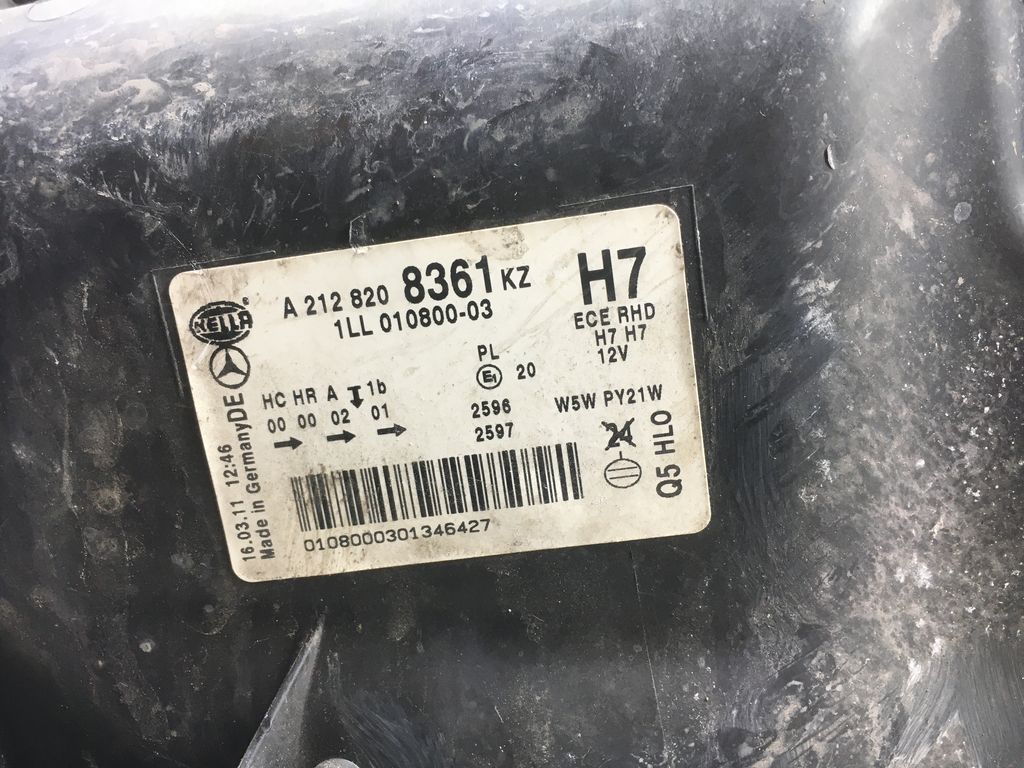 HELLA
A 212 820 8361 KZ
1LL 010800-03
H7
ECE RHD
H7 H7
12V
PL
E1 20
HC HR A 1b
00 00 02 01
2596
2597
W5W PY21W
24
Q5 HLO
16.03.11 12:46
Made in GermanyDE
0108000301346427